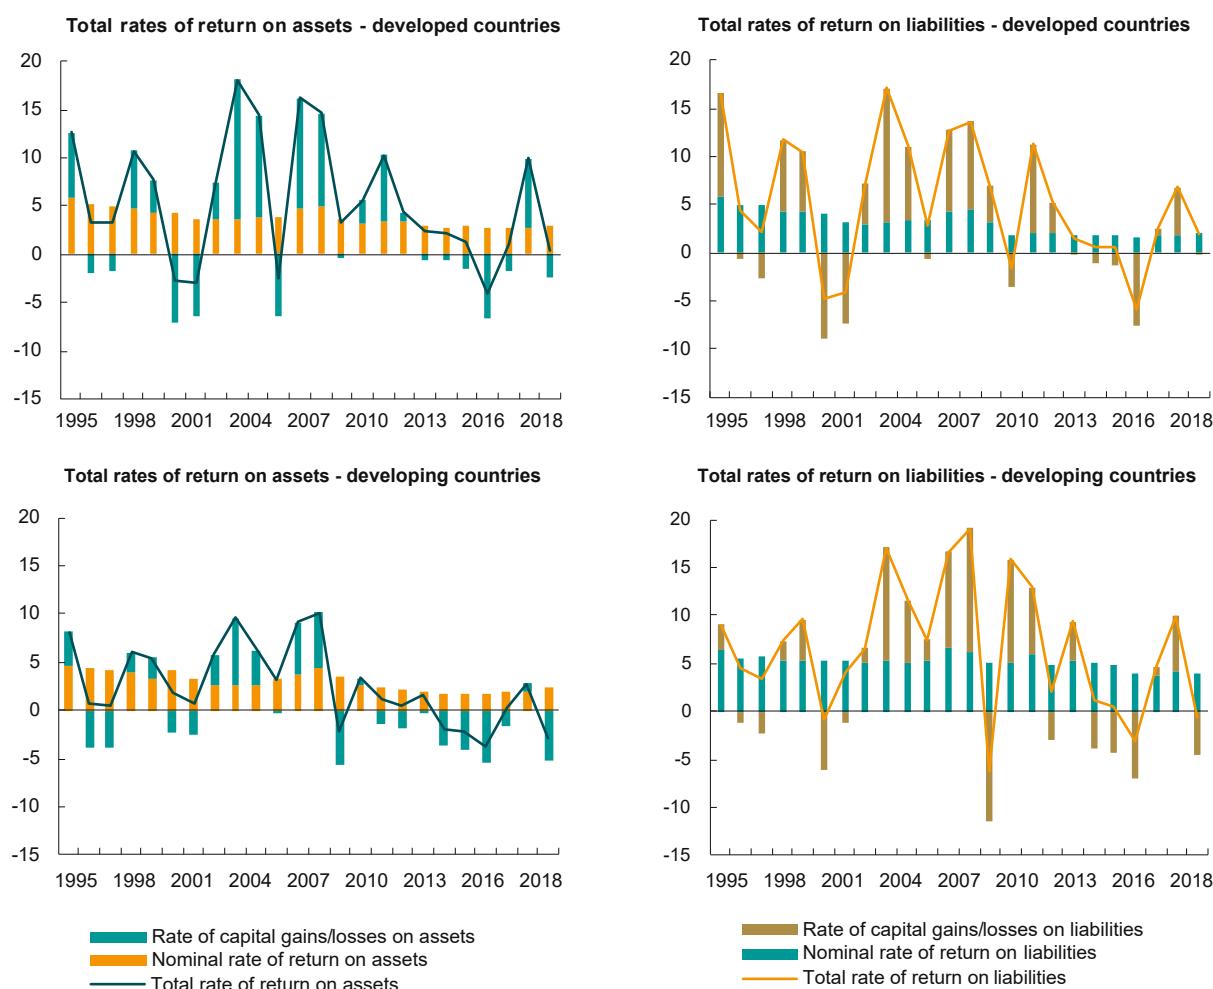 Total rates of return on assets - developed countries
20
15
10
5
0
-5
-10
-15
1995 1998 2001 2004 2007 2010 2013 2016 2018
Total rates of return on liabilities - developed countries
20
15
10
5
0
-5
-10
-15
1995 1998 2001 2004 2007 2010 2013 2016 2018
Total rates of return on assets - developing countries
20
15
10
5
0
-5
-10
-15
1995 1998 2001 2004 2007 2010 2013 2016 2018
Total rates of return on liabilities - developing countries
20
15
10
5
0
-5
-10
-15
1995 1998 2001 2004 2007 2010 2013 2016 2018
Rate of capital gains/losses on assets
Nominal rate of return on assets
Total rate of return on assets
Rate of capital gains/losses on liabilities
Nominal rate of return on liabilities
Total rate of return on liabilities